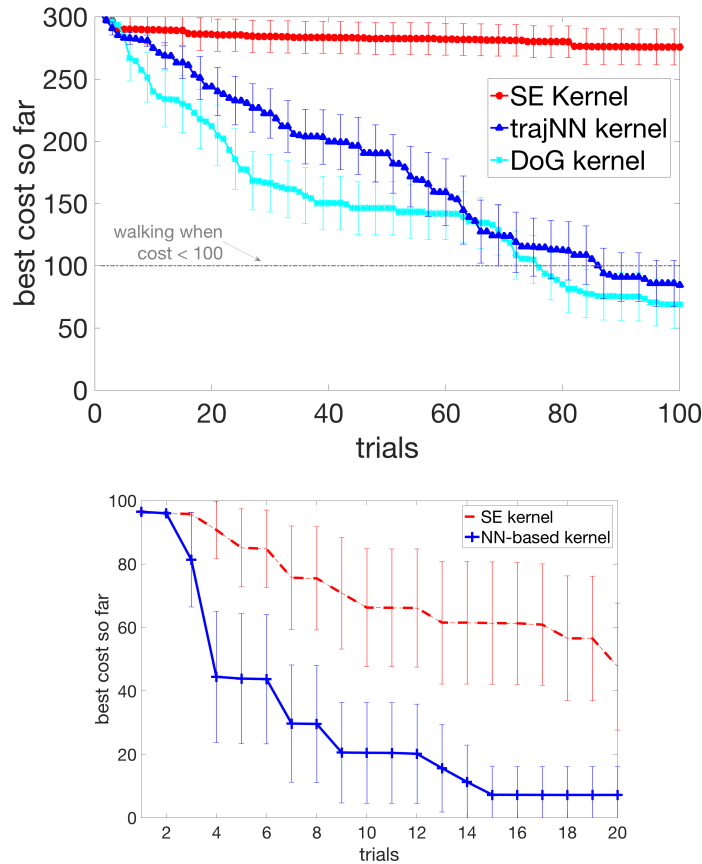 300
250
200
150
100
50
0
best cost so far
SE Kernel
trajNN kernel
DoG kernel
walking when
cost < 100
0 20 40 60 80 100
trials
100
80
60
40
20
0
best cost so far
SE kernel
NN-based kernel
2 4 6 8 10 12 14 16 18 20
trials